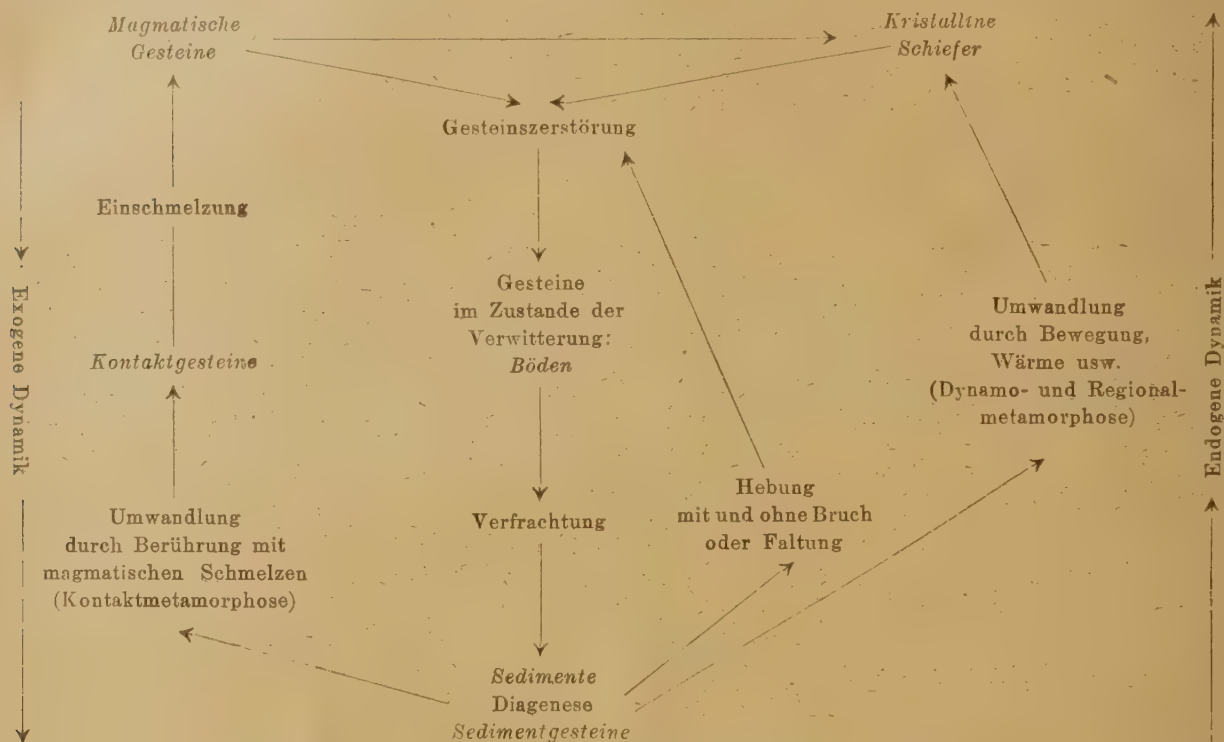 Magmatische
Gesteine
Kristalline
Schiefer
Gesteinszerstörung
Einschmelzung
Gesteine
im Zustande der
Verwitterung:
Böden
Umwandlung
durch Bewegung,
Wärme usw.
(Dynamo- und Regional-
metamorphose)
Kontaktgesteine
Exogene Dynamik
Endogene Dynamik
Umwandlung
durch Berührung mit
magmatischen Schmelzen
(Kontaktmetamorphose)
Verfrachtung
Hebung
mit und ohne Bruch
oder Faltung
Sedimente
Diagenese
Sedimentgesteine